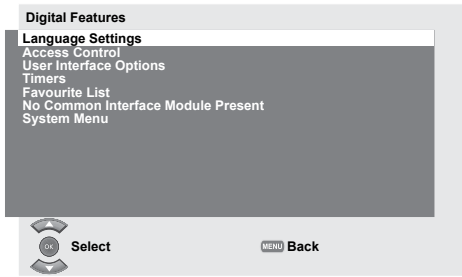 Digital Features
Language Settings
Access Control
User Interface Options
Timers
Favourite List
No Common Interface Module Present
System Menu
OK Select MENU Back